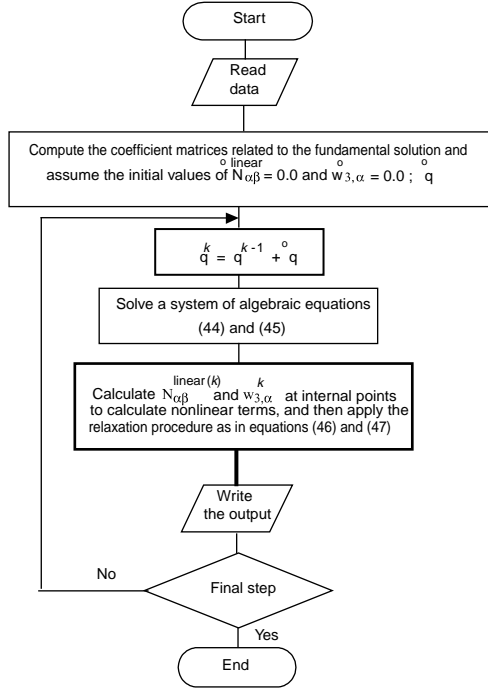 Start
Read
data
Compute the coefficient matrices related to the fundamental solution and
assume the initial values of N̊αβ^linear = 0.0 and ẘ3,α = 0.0 ; q̊
q^k = q^k-1 + q̊
Solve a system of algebraic equations
(44) and (45)
Calculate Nαβ^linear(k) and w3,α^k at internal points
to calculate nonlinear terms, and then apply the
relaxation procedure as in equations (46) and (47)
Write
the output
No
Final step
Yes
End